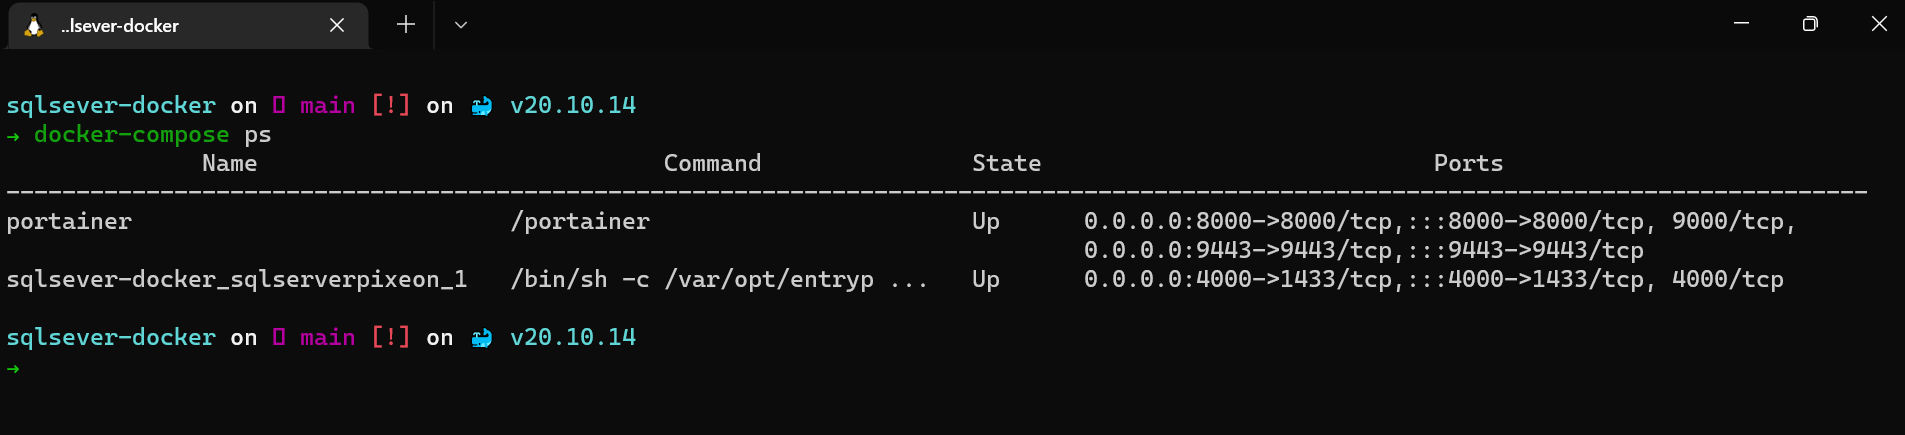 ..lsever-docker
sqlsever-docker on main [!] on v20.10.14
→ docker-compose ps
Name Command State Ports
--------------------------------------------------------------------------------------------------------------------------------------
portainer /portainer Up 0.0.0.0:8000->8000/tcp,:::8000->8000/tcp, 9000/tcp,
0.0.0.0:9443->9443/tcp,:::9443->9443/tcp
sqlsever-docker_sqlserverpixeon_1 /bin/sh -c /var/opt/entryp ... Up 0.0.0.0:4000->1433/tcp,:::4000->1433/tcp, 4000/tcp
sqlsever-docker on main [!] on v20.10.14
→